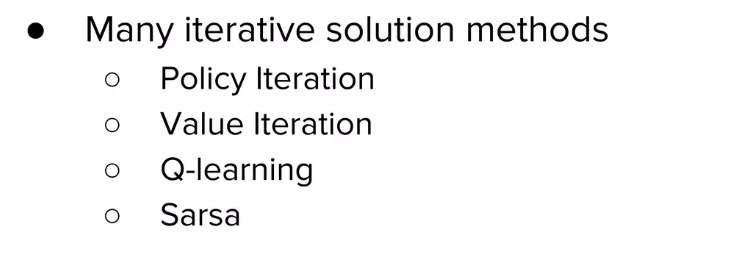 ● Many iterative solution methods
○ Policy Iteration
○ Value Iteration
○ Q-learning
○ Sarsa